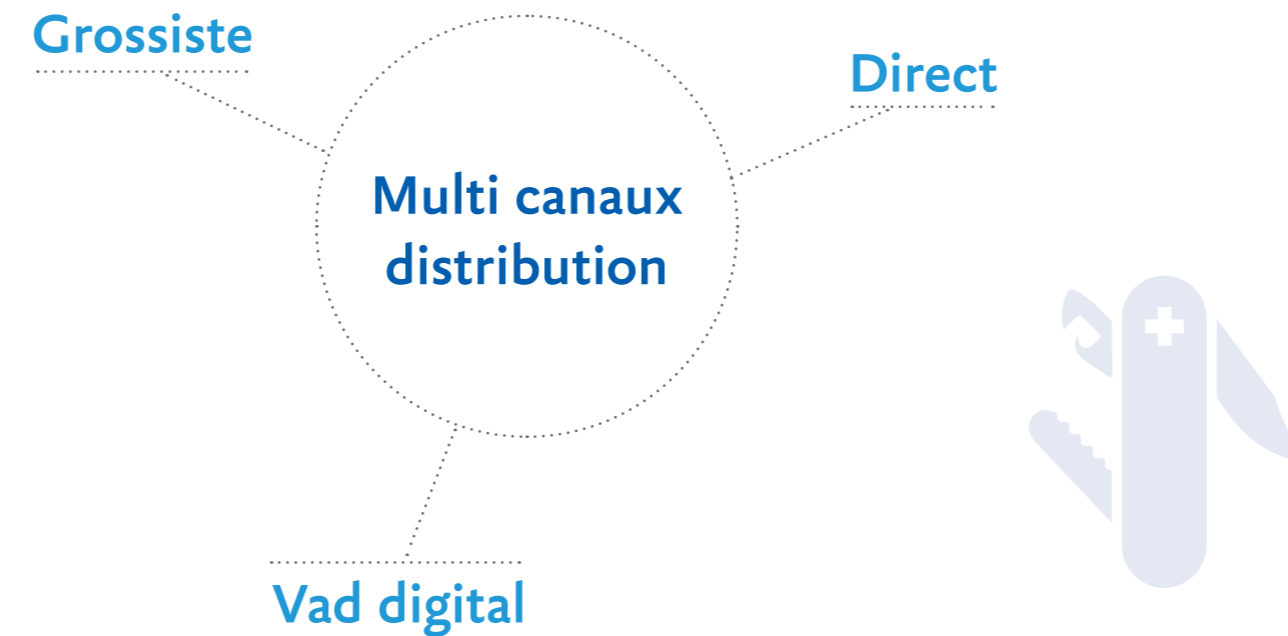 Grossiste
Direct
Multi canaux
distribution
Vad digital